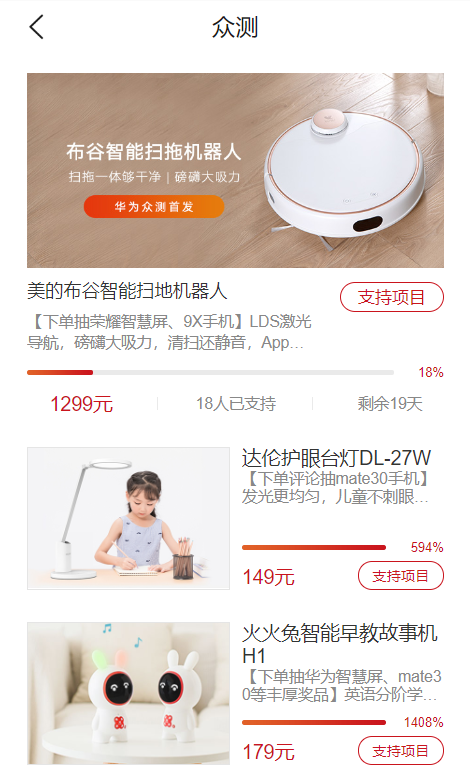 众测
布谷智能扫拖机器人
扫拖一体够干净 | 磅礴大吸力
华为众测首发
美的布谷智能扫地机器人
支持项目
【下单抽荣耀智慧屏、9X手机】LDS激光
导航，磅礴大吸力，清扫还静音，App...
18%
1299元
18人已支持
剩余19天
达伦护眼台灯DL-27W
【下单评论抽mate30手机】
发光更均匀，儿童不刺眼...
594%
149元
支持项目
火火兔智能早教故事机
H1
【下单抽华为智慧屏、mate3
0等丰厚奖品】英语分阶学...
1408%
179元
支持项目